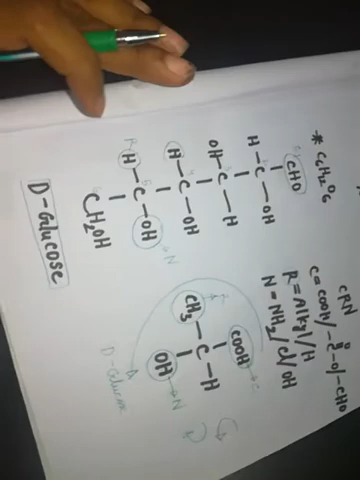 -* C6H12O6
CHO
H — C — OH
OH — C — H
H — C — OH
H — C — OH
CH2OH
D-Glucose
CRN
C = COOH / -C-O / -CHO
O
R = Alkyl / H
N = NH2 / Cl / OH
COOH → C
CH3 — C — H
OH → N
D
D-Glucose